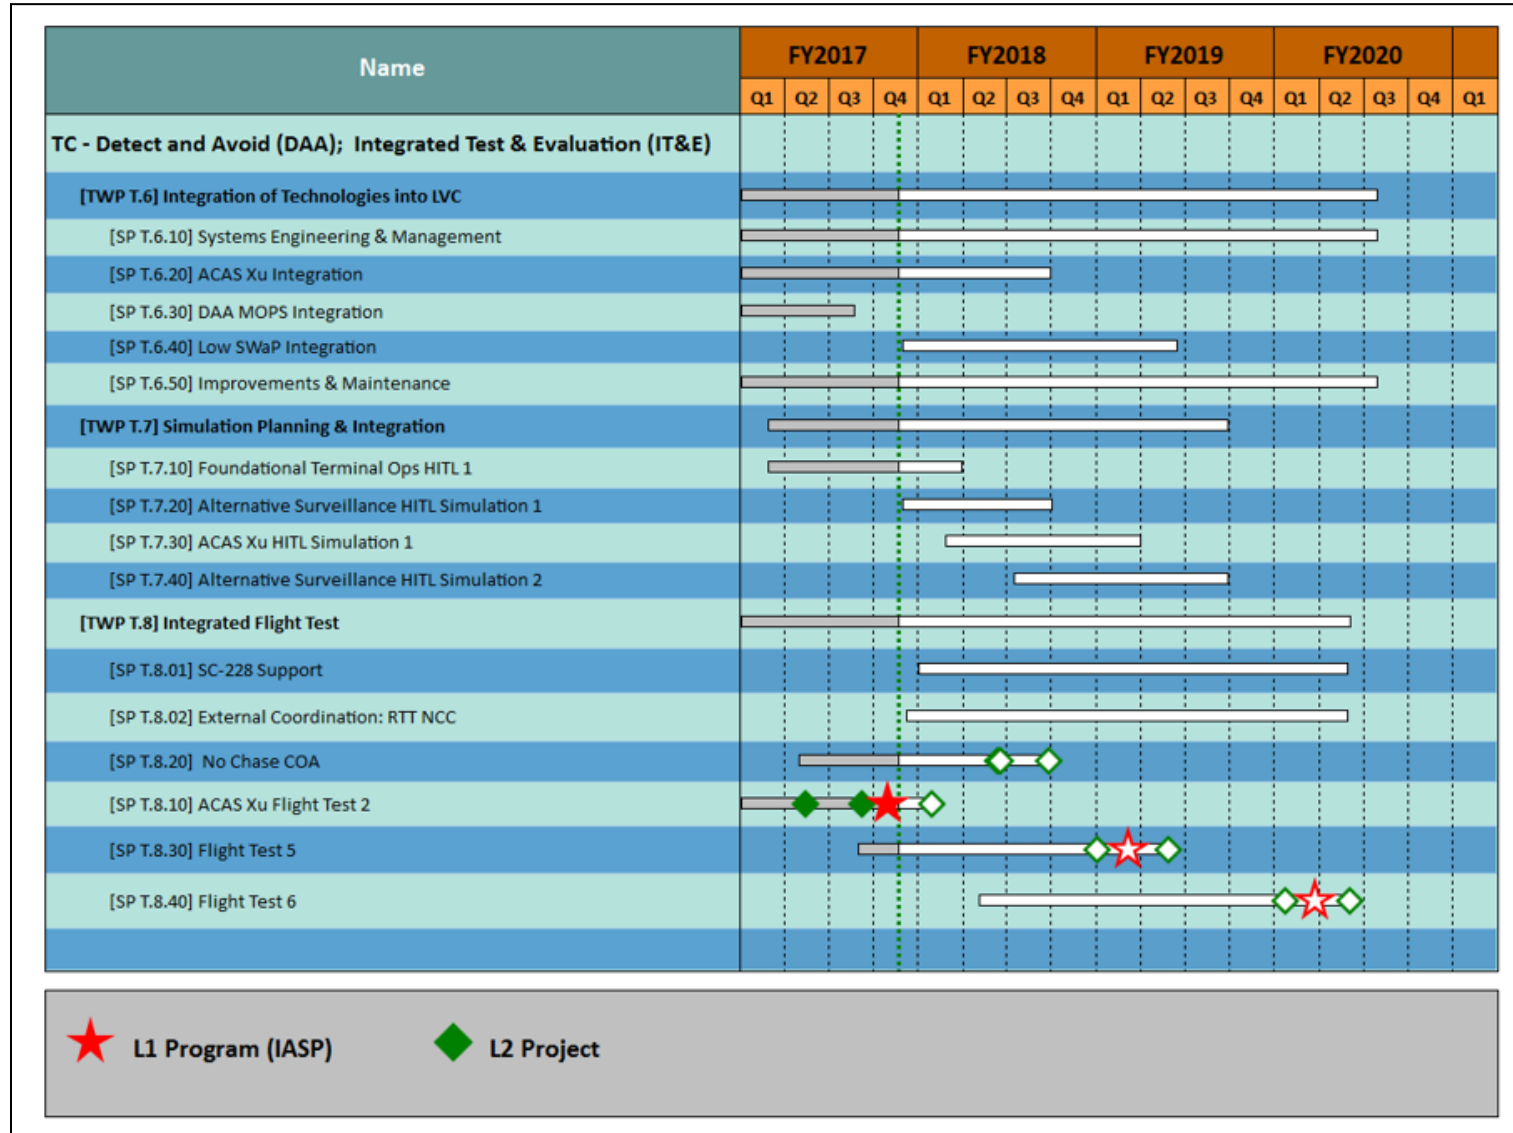 Name
FY2017 FY2018 FY2019 FY2020
Q1 Q2 Q3 Q4 Q1 Q2 Q3 Q4 Q1 Q2 Q3 Q4 Q1 Q2 Q3 Q4 Q1
TC - Detect and Avoid (DAA); Integrated Test & Evaluation (IT&E)
[TWP T.6] Integration of Technologies into LVC
[SP T.6.10] Systems Engineering & Management
[SP T.6.20] ACAS Xu Integration
[SP T.6.30] DAA MOPS Integration
[SP T.6.40] Low SWaP Integration
[SP T.6.50] Improvements & Maintenance
[TWP T.7] Simulation Planning & Integration
[SP T.7.10] Foundational Terminal Ops HITL 1
[SP T.7.20] Alternative Surveillance HITL Simulation 1
[SP T.7.30] ACAS Xu HITL Simulation 1
[SP T.7.40] Alternative Surveillance HITL Simulation 2
[TWP T.8] Integrated Flight Test
[SP T.8.01] SC-228 Support
[SP T.8.02] External Coordination: RTT NCC
[SP T.8.20] No Chase COA
[SP T.8.10] ACAS Xu Flight Test 2
[SP T.8.30] Flight Test 5
[SP T.8.40] Flight Test 6
L1 Program (IASP) L2 Project